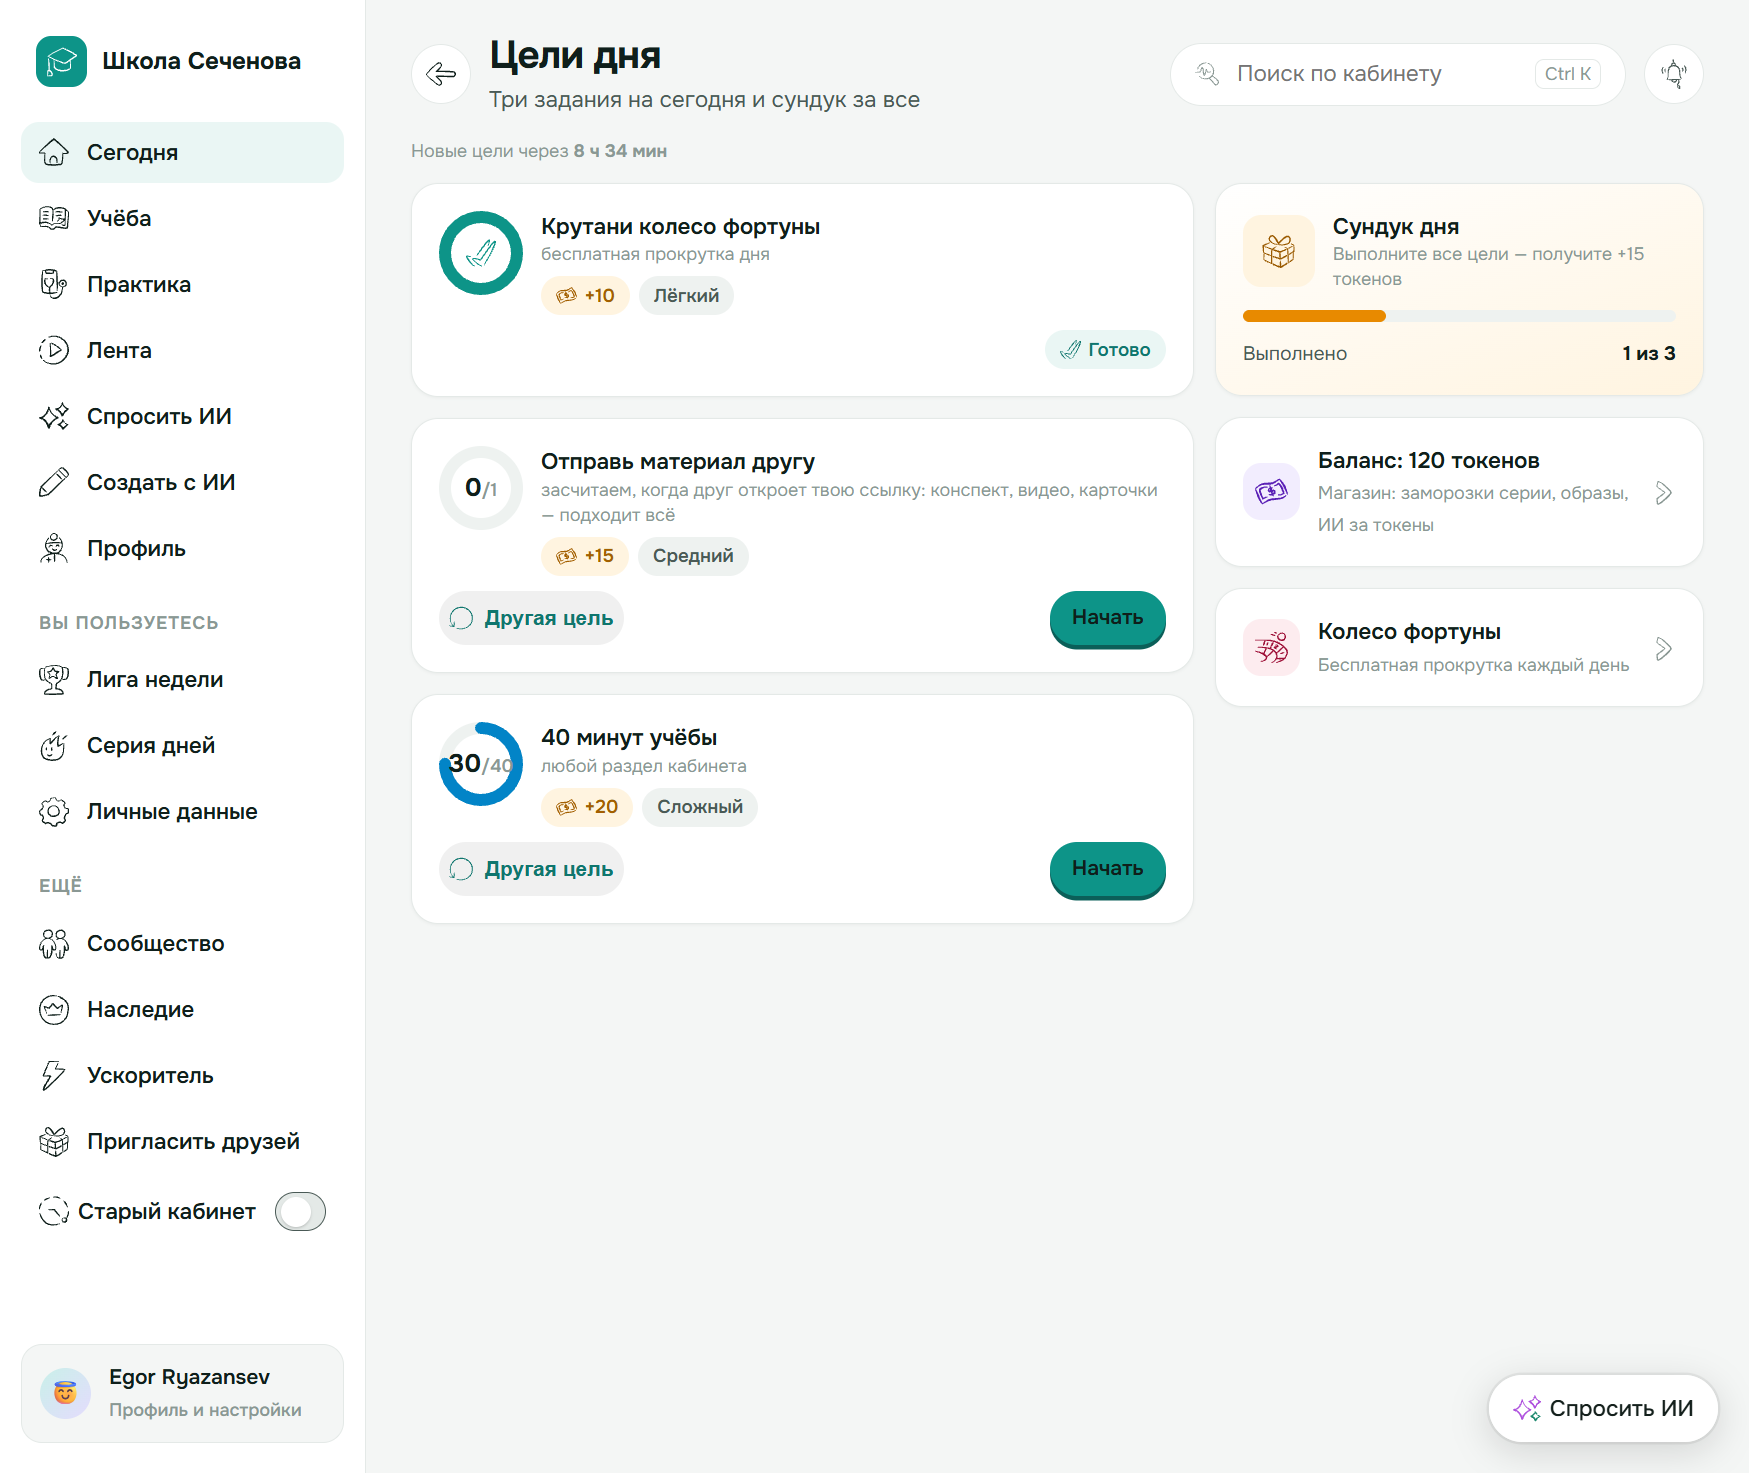 Школа Сеченова
Сегодня
Учёба
Практика
Лента
Спросить ИИ
Создать с ИИ
Профиль
ВЫ ПОЛЬЗУЕТЕСЬ
Лига недели
Серия дней
Личные данные
ЕЩЁ
Сообщество
Наследие
Ускоритель
Пригласить друзей
Старый кабинет
Egor Ryazansev
Профиль и настройки
Цели дня
Три задания на сегодня и сундук за все
Поиск по кабинету
Ctrl K
Новые цели через 8 ч 34 мин
Крутани колесо фортуны
бесплатная прокрутка дня
+10
Лёгкий
Готово
0/1
Отправь материал другу
засчитаем, когда друг откроет твою ссылку: конспект, видео, карточки
— подходит всё
+15
Средний
Другая цель
Начать
30/40
40 минут учёбы
любой раздел кабинета
+20
Сложный
Другая цель
Начать
Сундук дня
Выполните все цели — получите +15
токенов
Выполнено
1 из 3
Баланс: 120 токенов
Магазин: заморозки серии, образы,
ИИ за токены
Колесо фортуны
Бесплатная прокрутка каждый день
Спросить ИИ